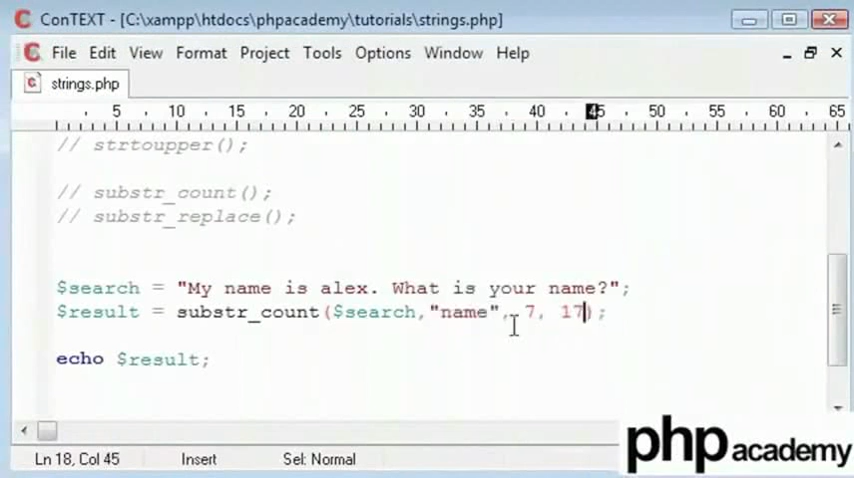 ConTEXT - [C:\xampp\htdocs\phpacademy\tutorials\strings.php]
File Edit View Format Project Tools Options Window Help
strings.php
5 10 15 20 25 30 35 40 45 50 55 60 65
// strtoupper();
// substr_count();
// substr_replace();
$search = "My name is alex. What is your name?";
$result = substr_count($search,"name", 7, 17);
echo $result;
php academy
Ln 18, Col 45 Insert Sel: Normal